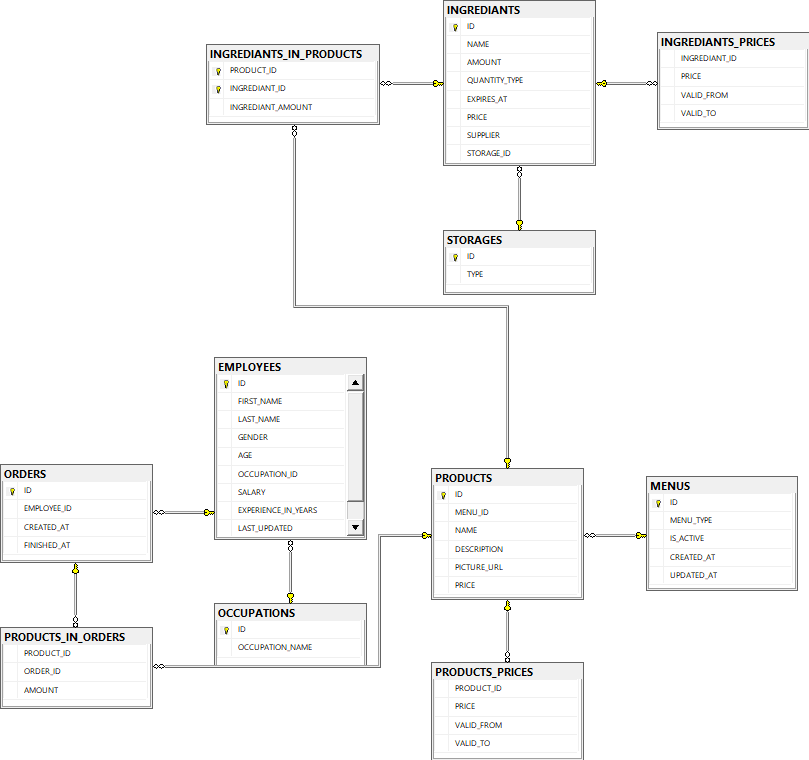 INGREDIANTS
ID
NAME
AMOUNT
QUANTITY_TYPE
EXPIRES_AT
PRICE
SUPPLIER
STORAGE_ID
INGREDIANTS_PRICES
INGREDIANT_ID
PRICE
VALID_FROM
VALID_TO
INGREDIANTS_IN_PRODUCTS
PRODUCT_ID
INGREDIANT_ID
INGREDIANT_AMOUNT
STORAGES
ID
TYPE
EMPLOYEES
ID
FIRST_NAME
LAST_NAME
GENDER
AGE
OCCUPATION_ID
SALARY
EXPERIENCE_IN_YEARS
LAST_UPDATED
ORDERS
ID
EMPLOYEE_ID
CREATED_AT
FINISHED_AT
PRODUCTS
ID
MENU_ID
NAME
DESCRIPTION
PICTURE_URL
PRICE
MENUS
ID
MENU_TYPE
IS_ACTIVE
CREATED_AT
UPDATED_AT
OCCUPATIONS
ID
OCCUPATION_NAME
PRODUCTS_IN_ORDERS
PRODUCT_ID
ORDER_ID
AMOUNT
PRODUCTS_PRICES
PRODUCT_ID
PRICE
VALID_FROM
VALID_TO